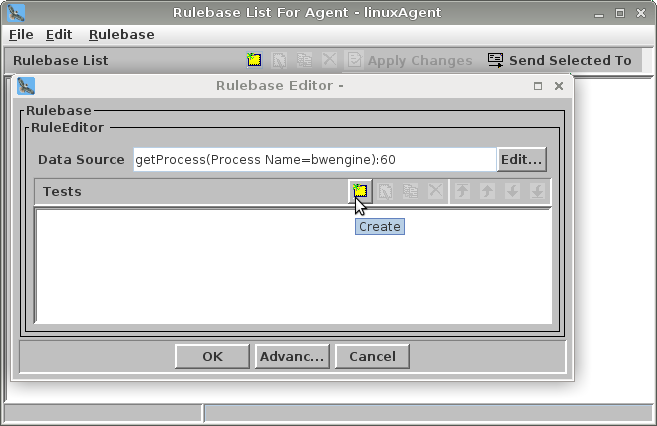 Rulebase List For Agent - linuxAgent
File Edit Rulebase
Rulebase List Apply Changes Send Selected To
Rulebase Editor -
Rulebase
RuleEditor
Data Source getProcess(Process Name=bwengine):60 Edit...
Tests
Create
OK Advanc... Cancel